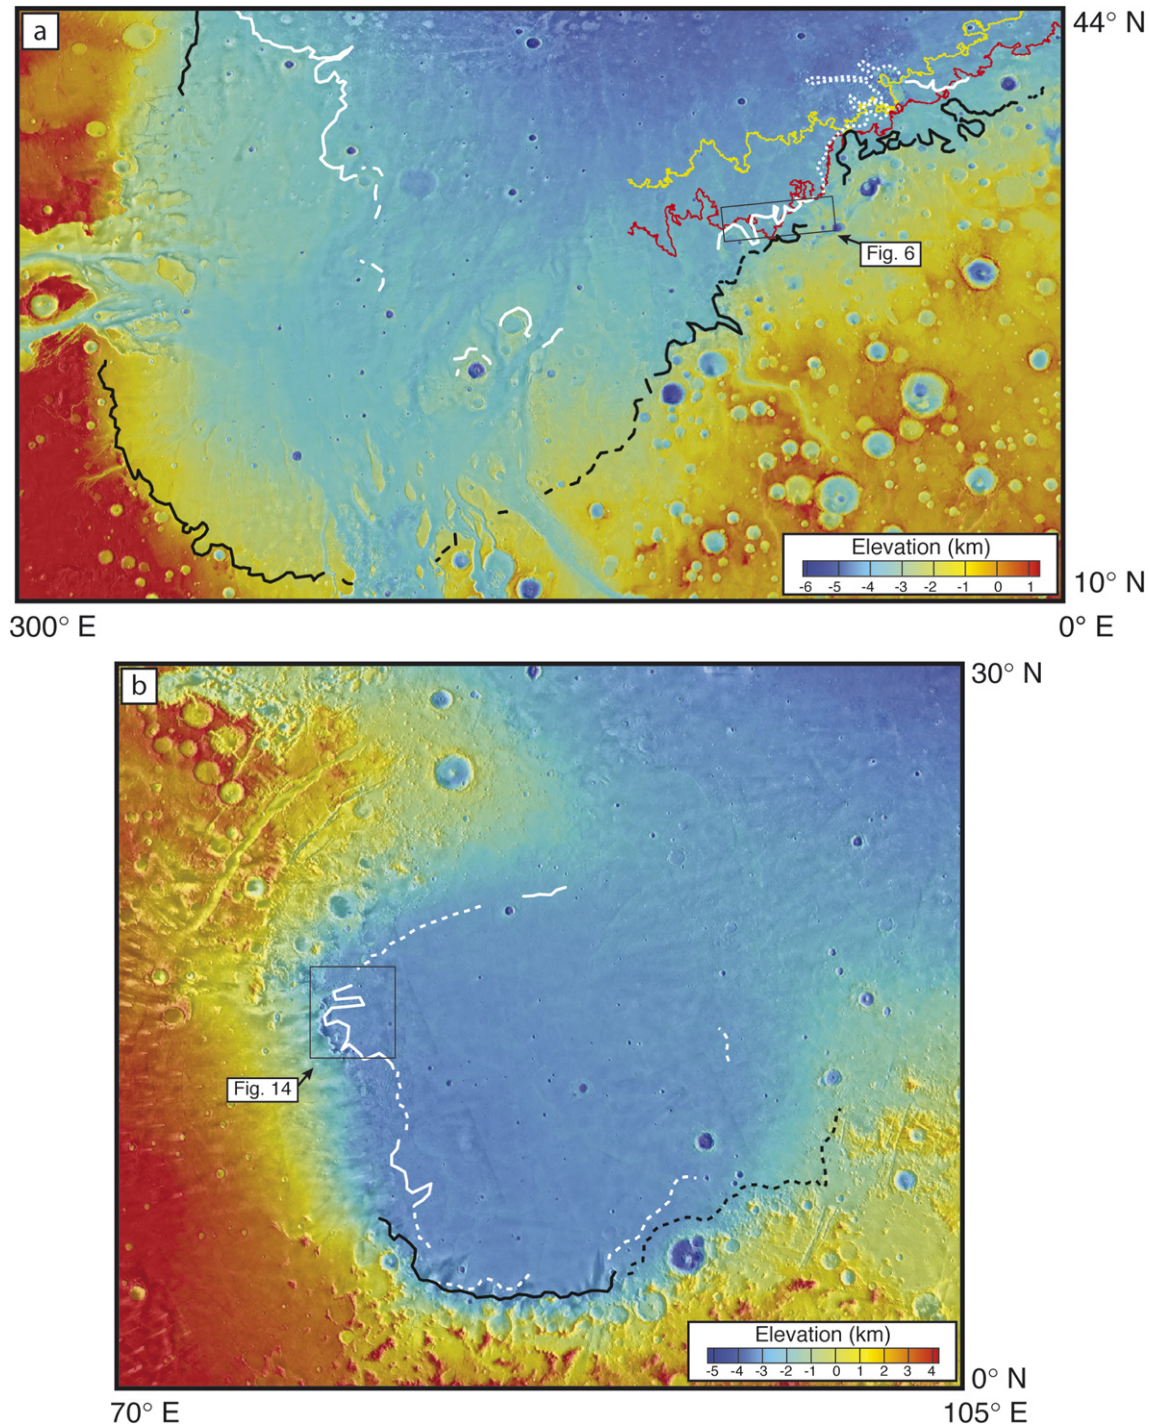 a
44° N
Fig. 6
Elevation (km)
-6 -5 -4 -3 -2 -1 0 1
10° N
300° E
0° E
b
30° N
Fig. 14
Elevation (km)
-5 -4 -3 -2 -1 0 1 2 3 4
0° N
70° E
105° E